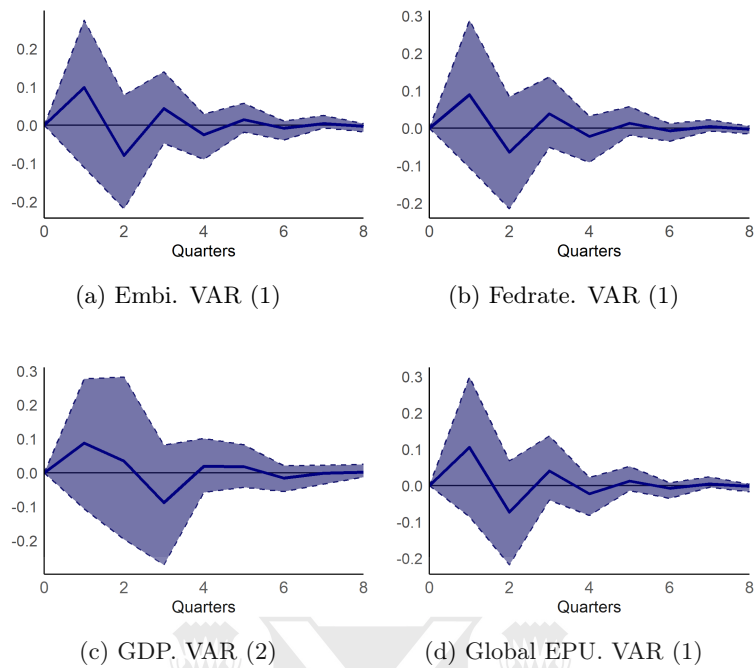 0.2
0.1
0.0
-0.1
-0.2
0 2 4 6 8
Quarters
(a) Embi. VAR (1)
0.3
0.2
0.1
0.0
-0.1
-0.2
0 2 4 6 8
Quarters
(b) Fedrate. VAR (1)
0.3
0.2
0.1
0.0
-0.1
-0.2
0 2 4 6 8
Quarters
(c) GDP. VAR (2)
0.3
0.2
0.1
0.0
-0.1
-0.2
0 2 4 6 8
Quarters
(d) Global EPU. VAR (1)